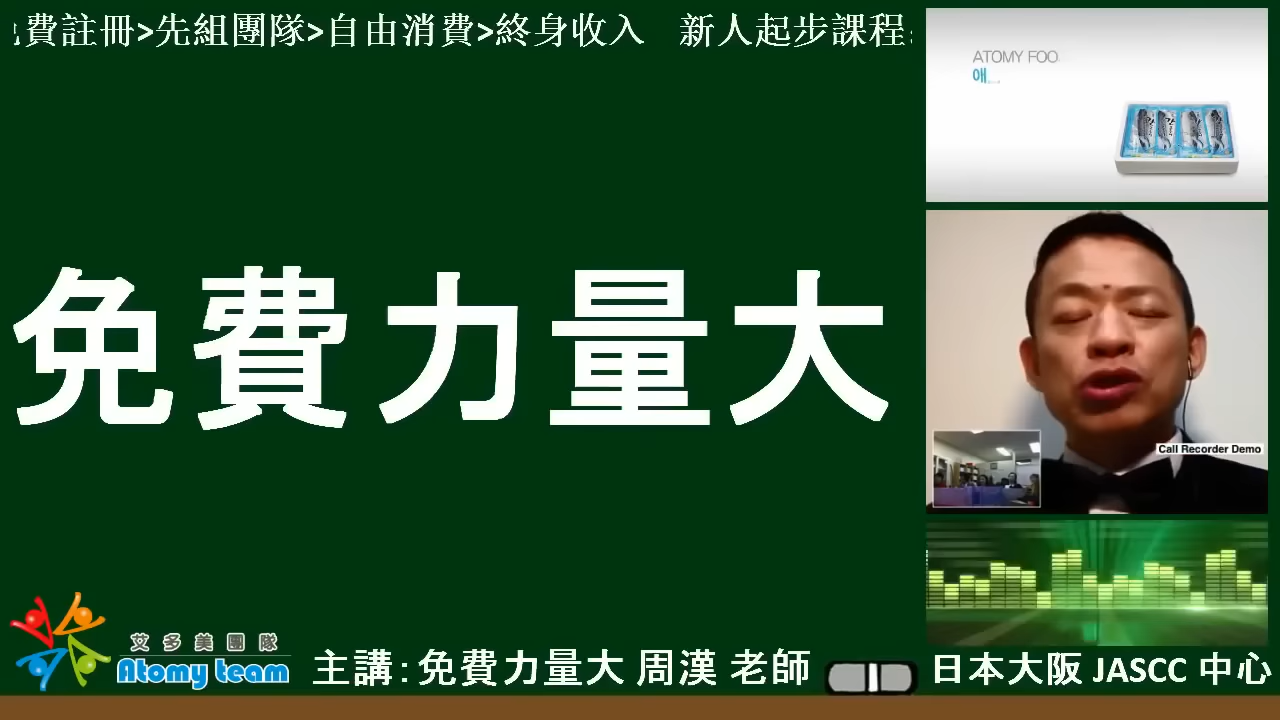 費註冊>先組團隊>自由消費>終身收入 新人起步課程
ATOMY FOO
애
免費力量大
Call Recorder Demo
艾多美團隊
Atomy team
主講:免費力量大 周漢 老師
日本大阪 JASCC 中心